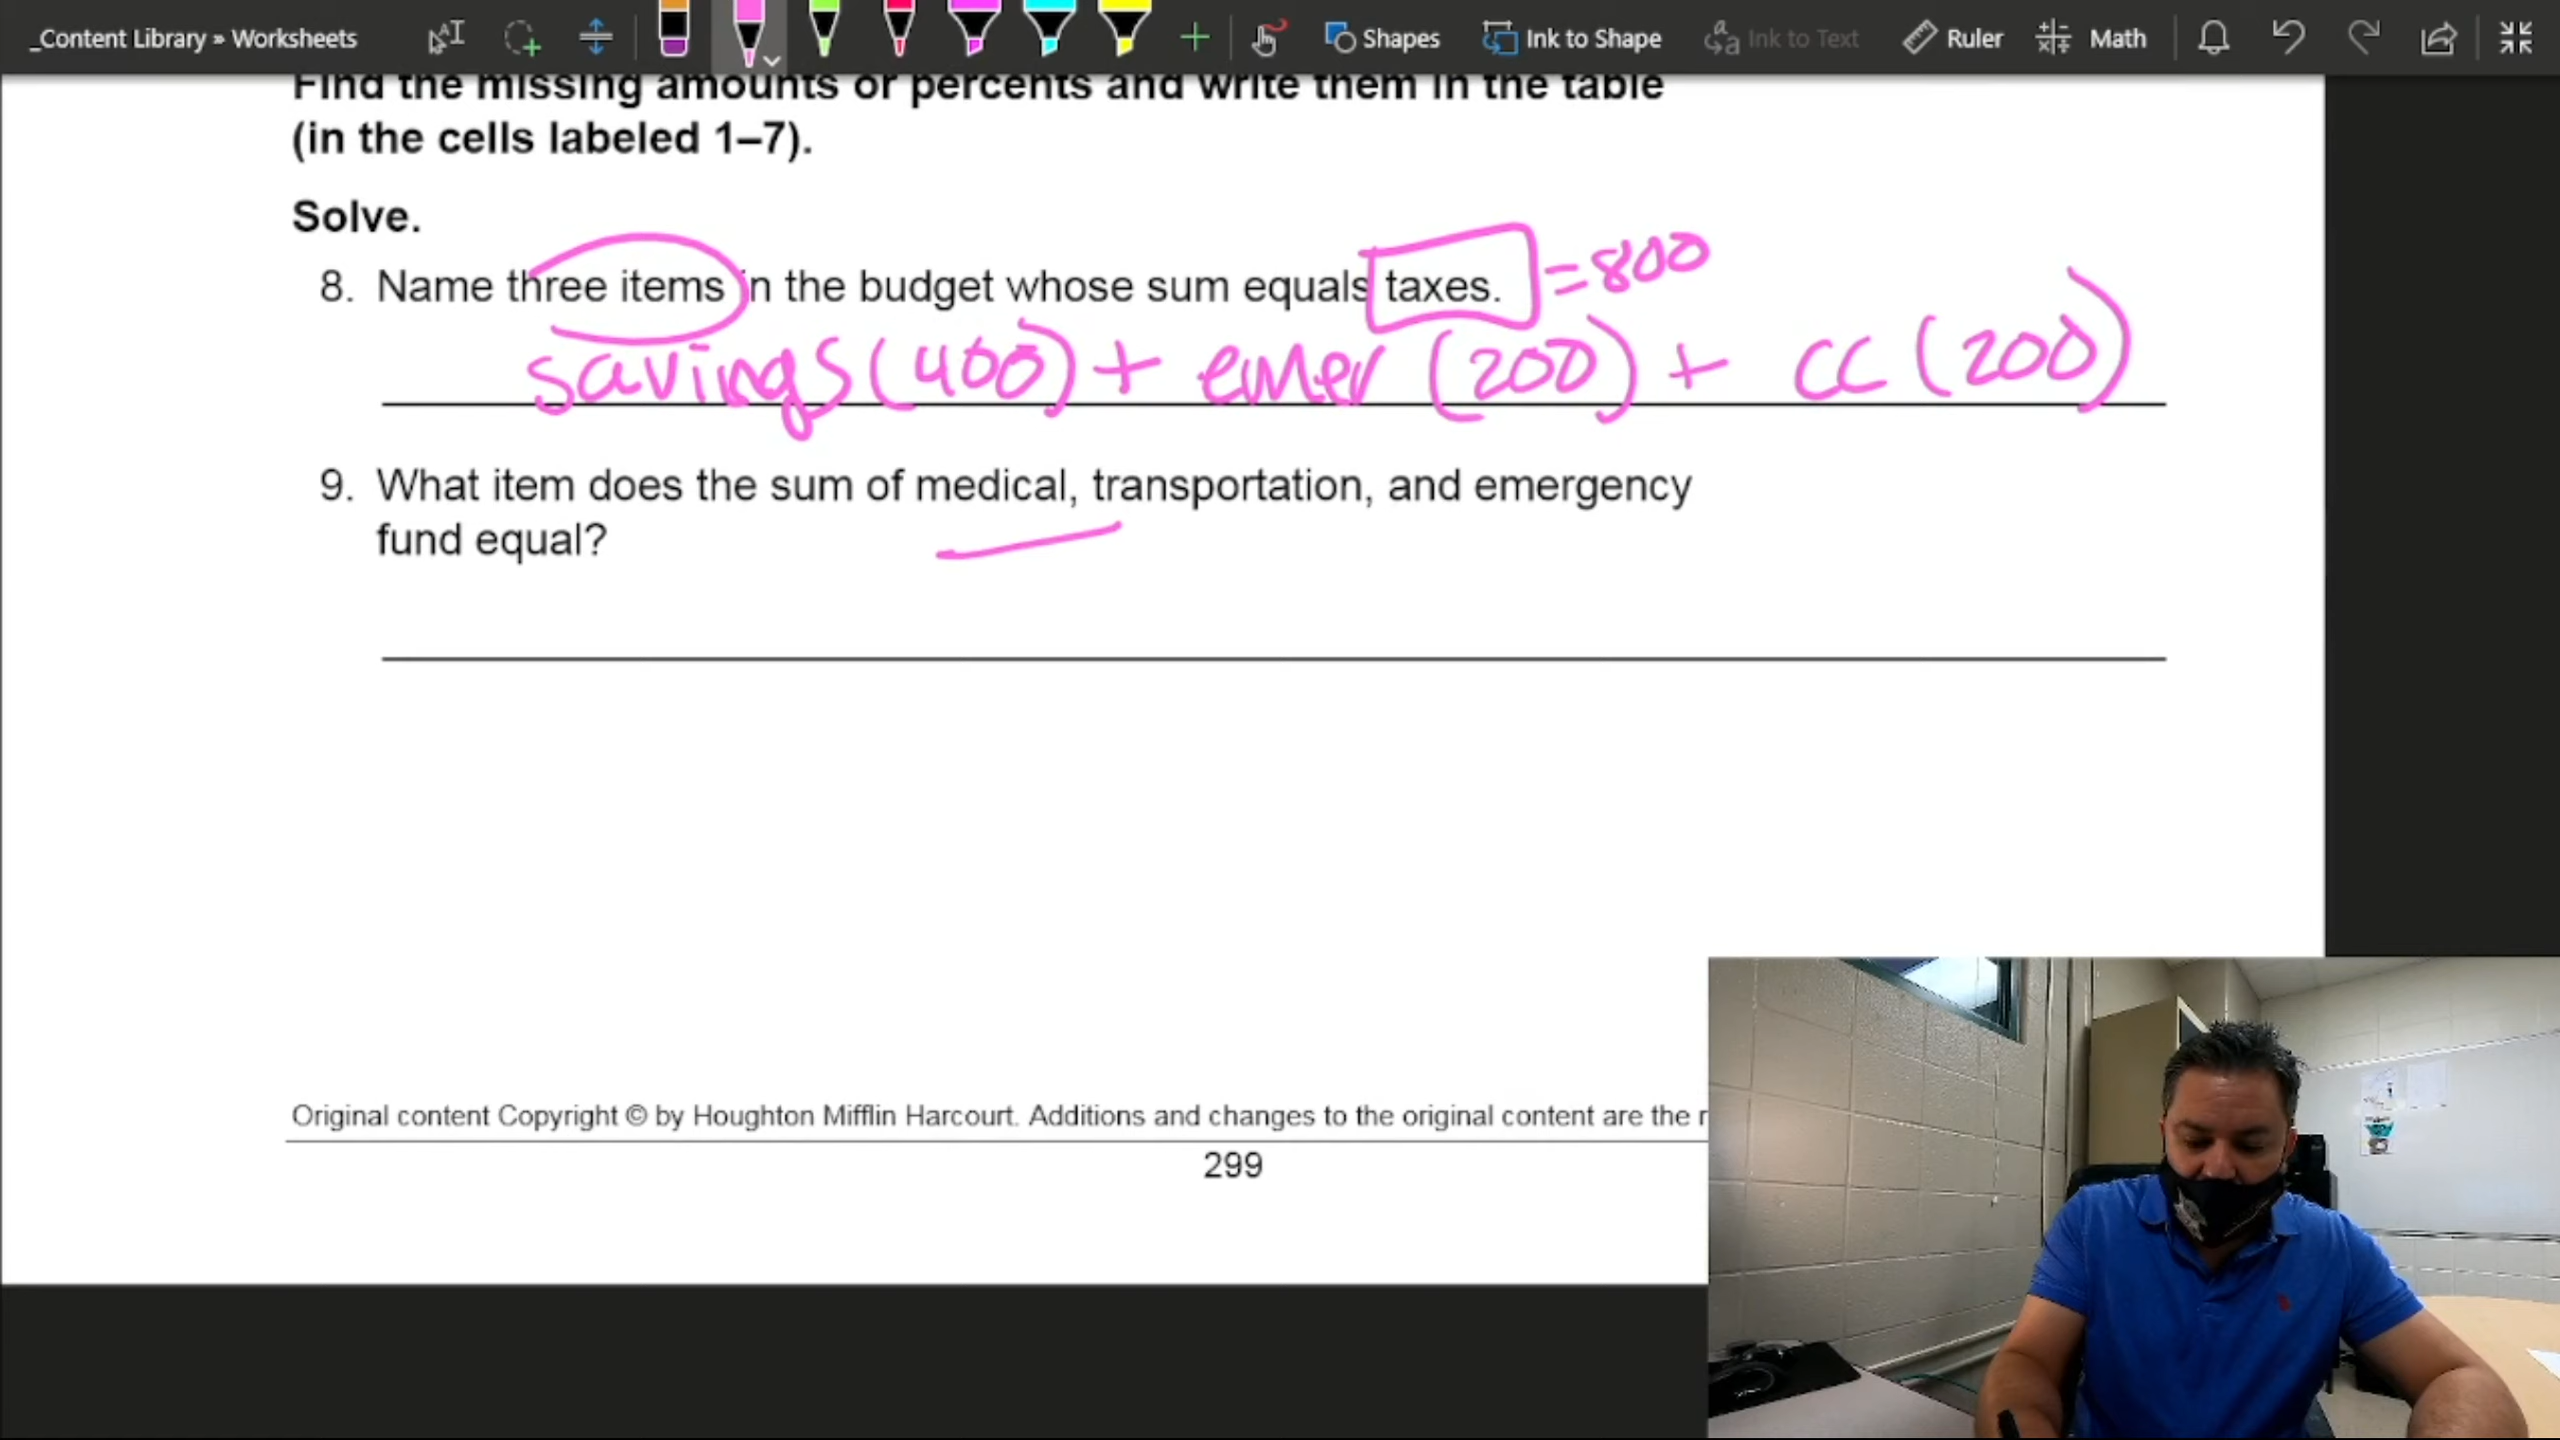 _Content Library » Worksheets
Shapes
Ink to Shape
Ink to Text
Ruler
Math
Find the missing amounts or percents and write them in the table
(in the cells labeled 1–7).
Solve.
8. Name three items in the budget whose sum equals taxes. =800
savings (400) + emer (200) + cc (200)
9. What item does the sum of medical, transportation, and emergency
fund equal?
Original content Copyright © by Houghton Mifflin Harcourt. Additions and changes to the original content are the r
299